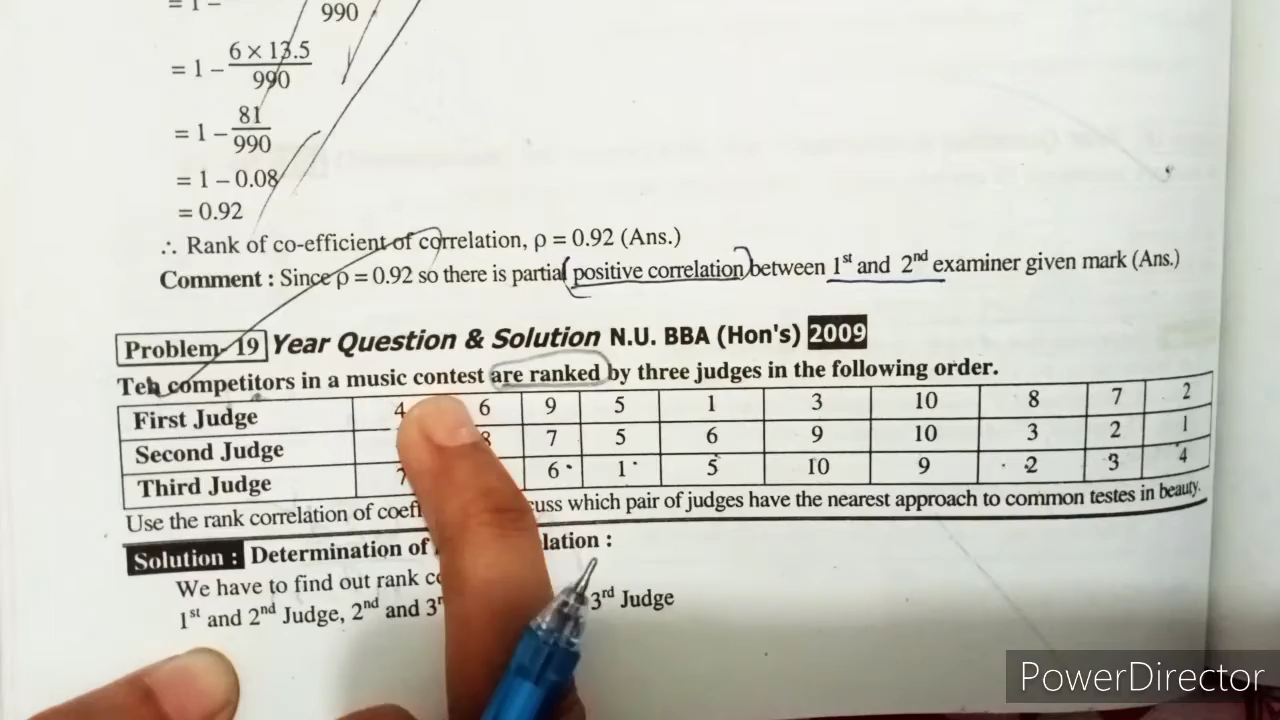 = 1 −
990
= 1 − 6 × 13.5 / 990
= 1 − 81 / 990
= 1 − 0.08
= 0.92
∴ Rank of co-efficient of correlation, ρ = 0.92 (Ans.)
Comment : Since ρ = 0.92 so there is partial positive correlation between 1st and 2nd examiner given mark (Ans.)
Problem- 19 Year Question & Solution N.U. BBA (Hon's) 2009
Ten competitors in a music contest are ranked by three judges in the following order.
First Judge 4 6 9 5 1 3 10 8 7 2
Second Judge 8 7 5 6 9 10 3 2 1
Third Judge 7 6 1 5 10 9 2 3 4
Use the rank correlation of which pair of judges have the nearest approach to common testes in beauty.
Solution : Determination of
We have to find out rank
1st and 2nd Judge, 2nd and 3rd Judge
PowerDirector